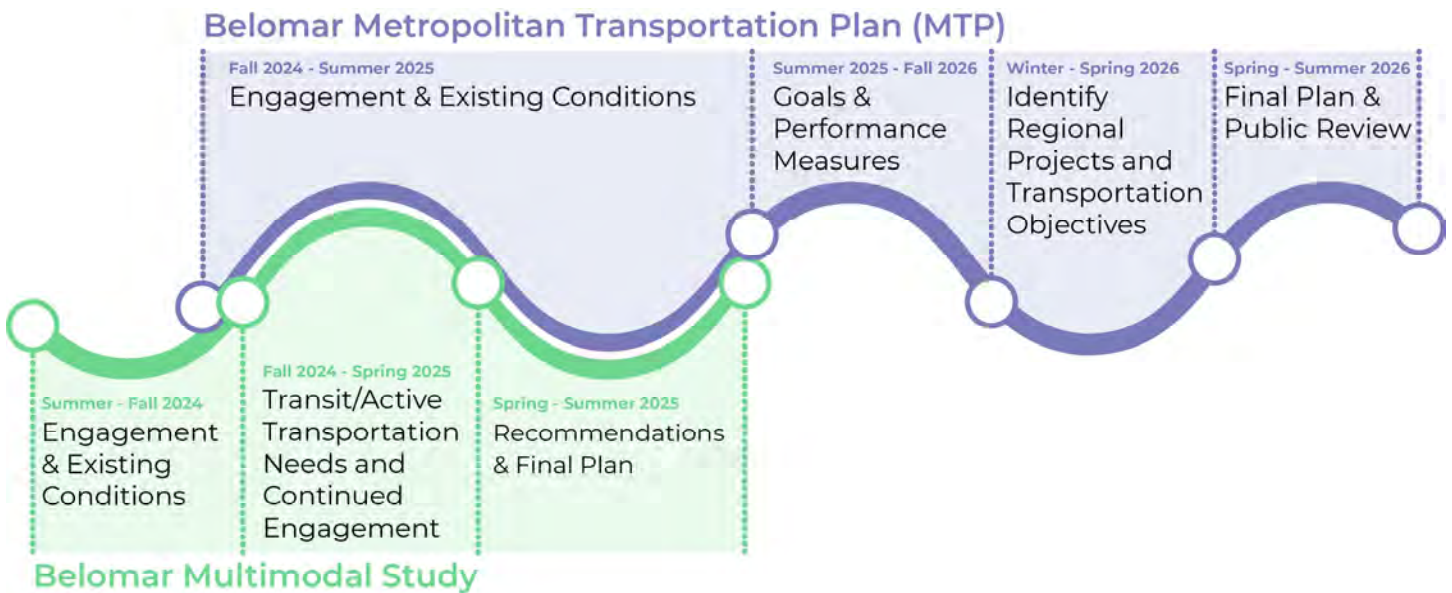 Belomar Metropolitan Transportation Plan (MTP)
Fall 2024 - Summer 2025
Engagement & Existing Conditions
Summer 2025 - Fall 2026
Goals &
Performance
Measures
Winter - Spring 2026
Identify
Regional
Projects and
Transportation
Objectives
Spring - Summer 2026
Final Plan &
Public Review
Summer - Fall 2024
Engagement
& Existing
Conditions
Fall 2024 - Spring 2025
Transit/Active
Transportation
Needs and
Continued
Engagement
Spring - Summer 2025
Recommendations
& Final Plan
Belomar Multimodal Study